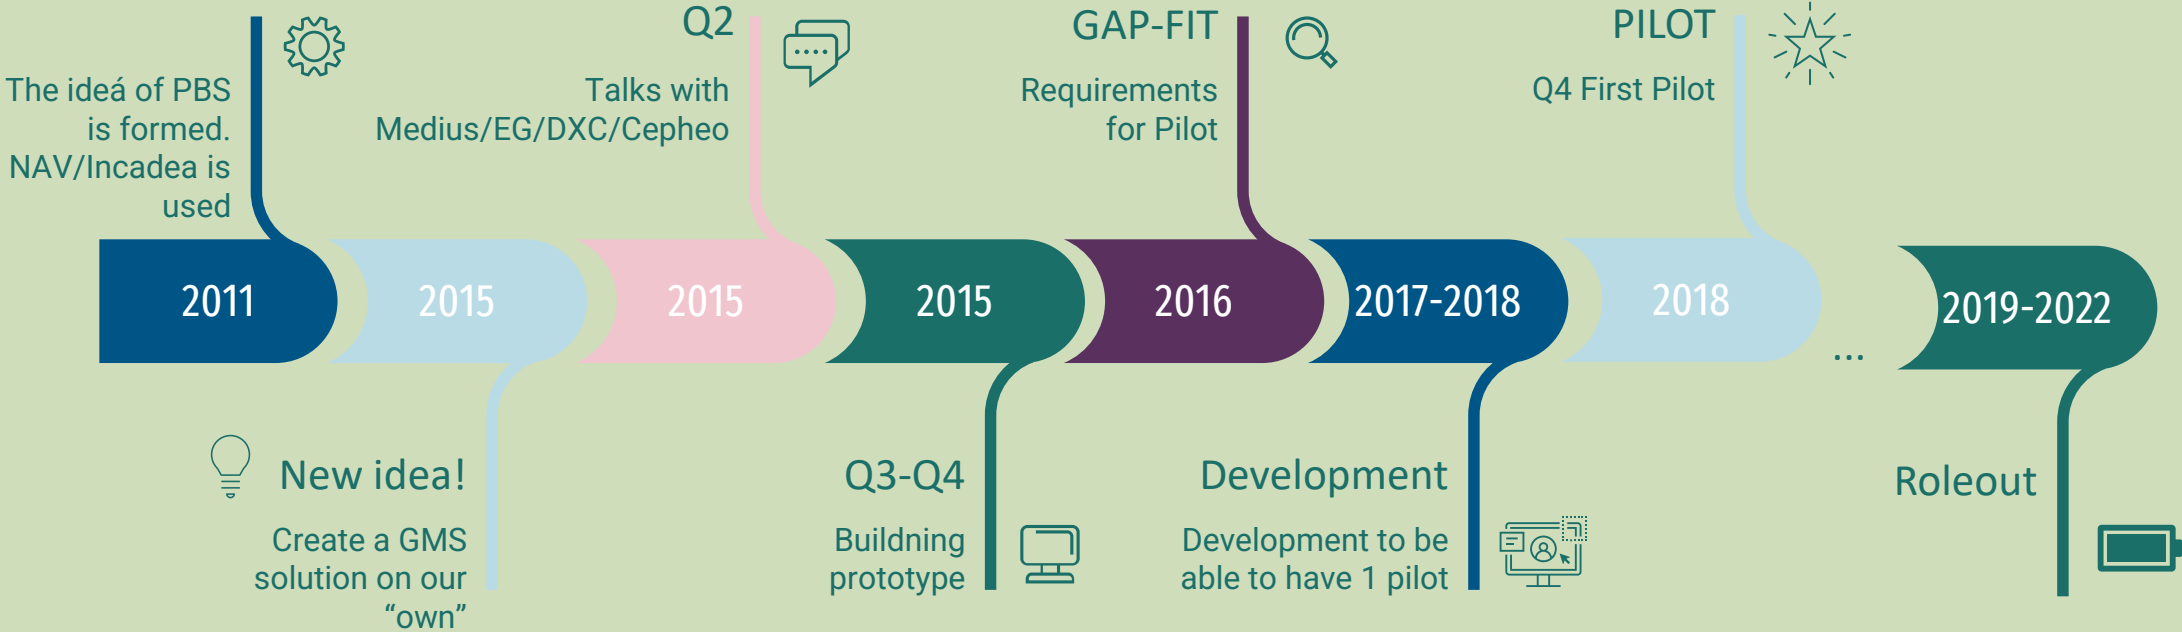 The ideá of PBS
is formed.
NAV/Incadea is
used
2011
2015
New idea!
Create a GMS
solution on our
“own”
Q2
Talks with
Medius/EG/DXC/Cepheo
2015
2015
Q3-Q4
Buildning
prototype
GAP-FIT
Requirements
for Pilot
2016
2017-2018
Development
Development to be
able to have 1 pilot
PILOT
Q4 First Pilot
2018
...
2019-2022
Roleout